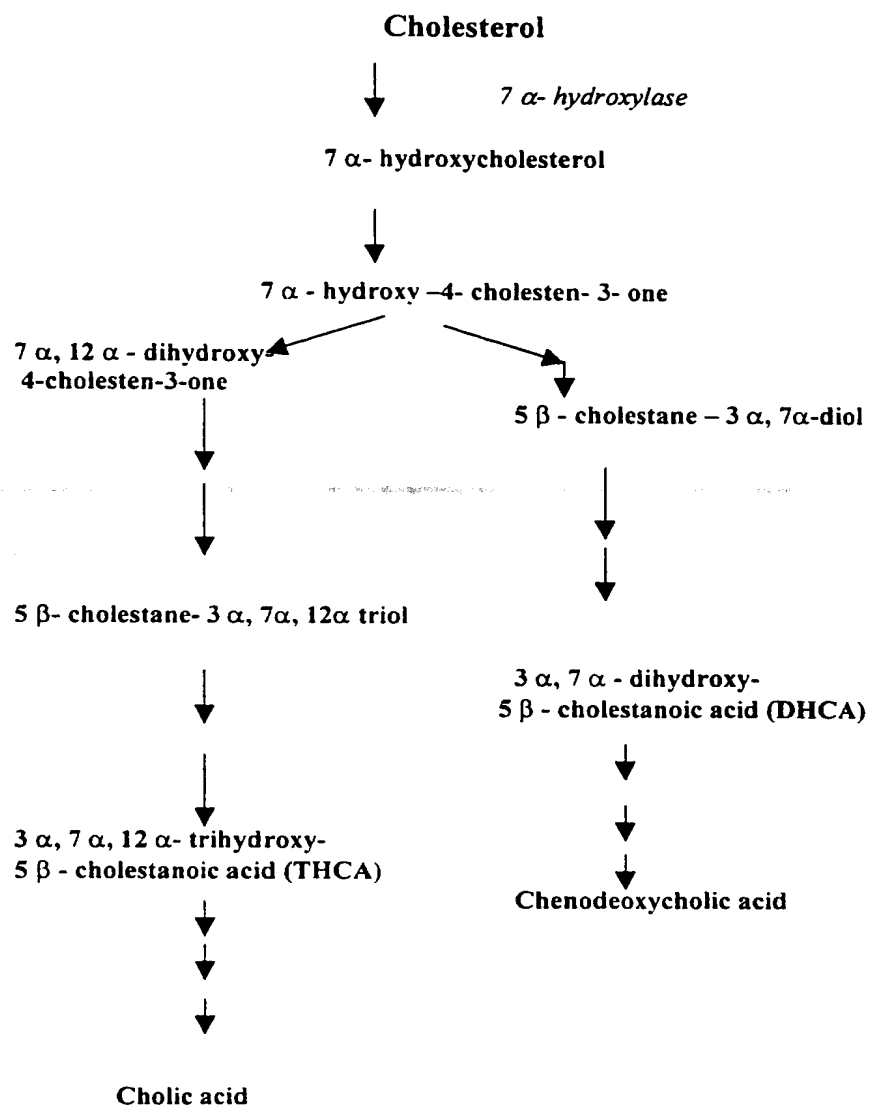 Cholesterol
7 α- hydroxylase
7 α- hydroxycholesterol
7 α - hydroxy –4- cholesten- 3- one
7 α, 12 α - dihydroxy-
4-cholesten-3-one
5 β - cholestane – 3 α, 7α-diol
5 β- cholestane- 3 α, 7α, 12α triol
3 α, 7 α - dihydroxy-
5 β - cholestanoic acid (DHCA)
3 α, 7 α, 12 α- trihydroxy-
5 β - cholestanoic acid (THCA)
Chenodeoxycholic acid
Cholic acid